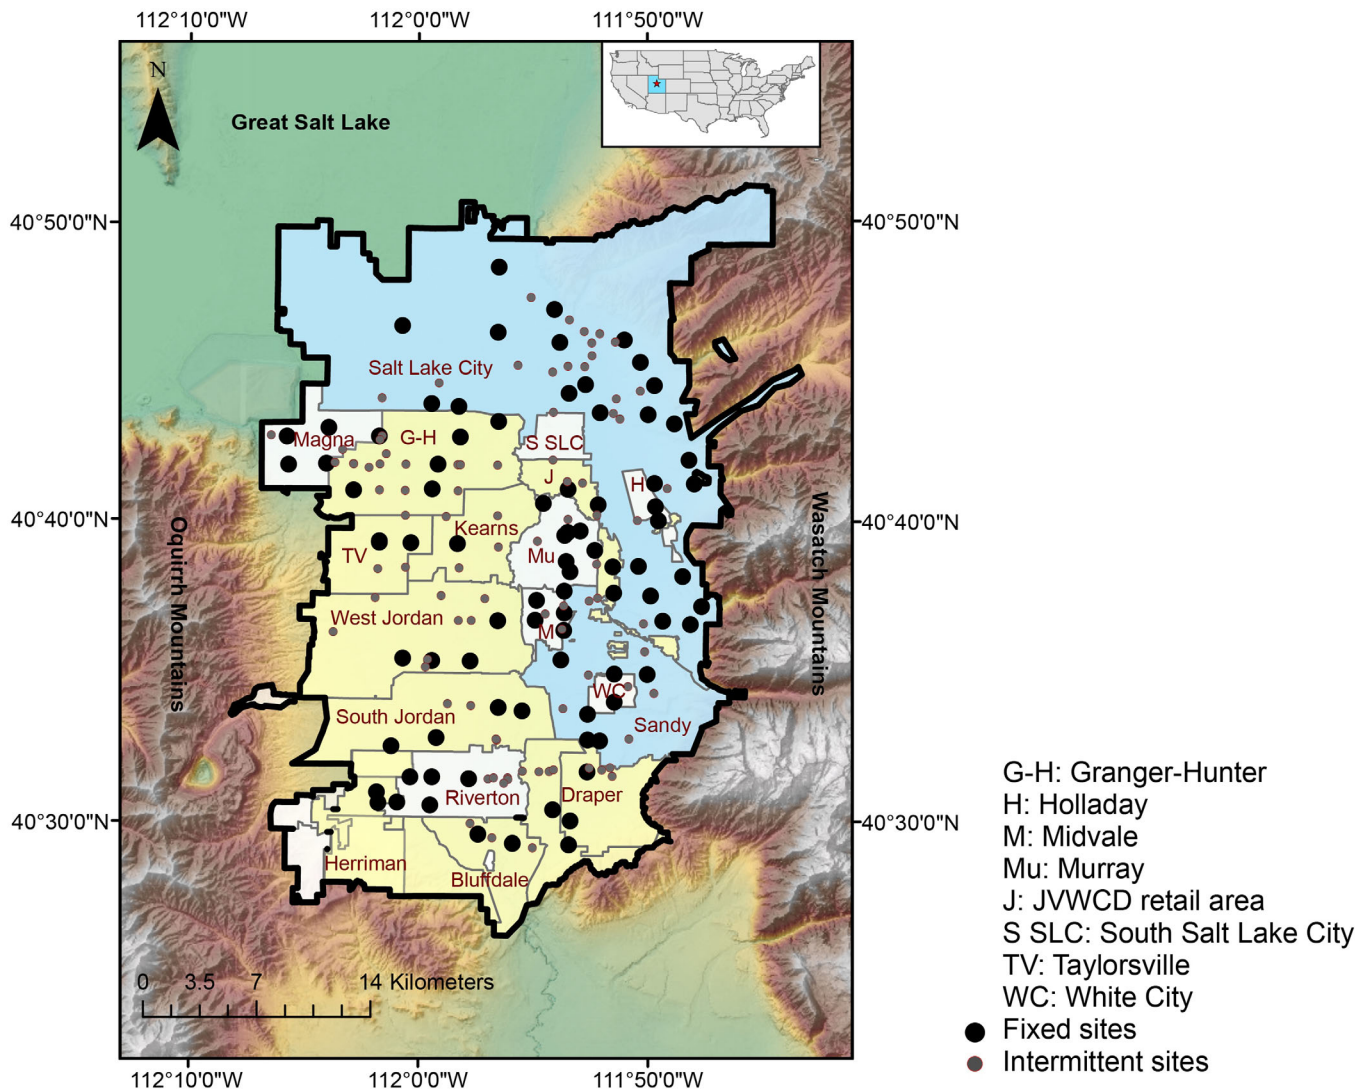 112°10'0"W 112°0'0"W 111°50'0"W
N
Great Salt Lake
40°50'0"N 40°50'0"N
Salt Lake City
Magna G-H S SLC
J H
40°40'0"N 40°40'0"N
Kearns
TV Mu
Oquirrh Mountains
Wasatch Mountains
West Jordan M
WC
South Jordan Sandy
Riverton Draper
40°30'0"N 40°30'0"N
Herriman Bluffdale
0 3.5 7 14 Kilometers
112°10'0"W 112°0'0"W 111°50'0"W
G-H: Granger-Hunter
H: Holladay
M: Midvale
Mu: Murray
J: JVWCD retail area
S SLC: South Salt Lake City
TV: Taylorsville
WC: White City
Fixed sites
Intermittent sites